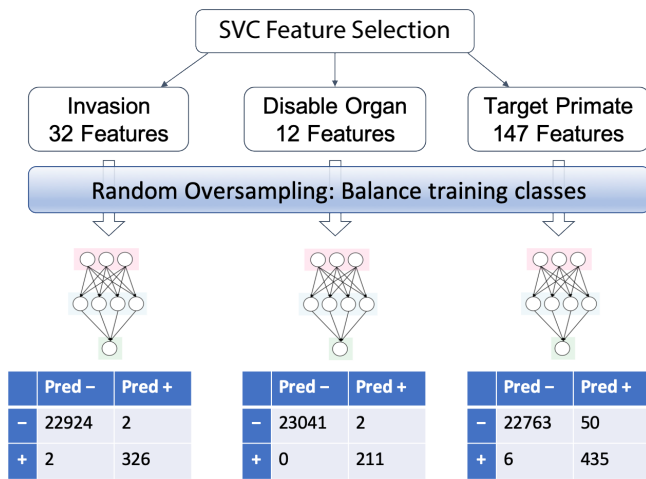 SVC Feature Selection
Invasion
32 Features
Disable Organ
12 Features
Target Primate
147 Features
Random Oversampling: Balance training classes
Pred – Pred +
– 22924 2
+ 2 326
Pred – Pred +
– 23041 2
+ 0 211
Pred – Pred +
– 22763 50
+ 6 435